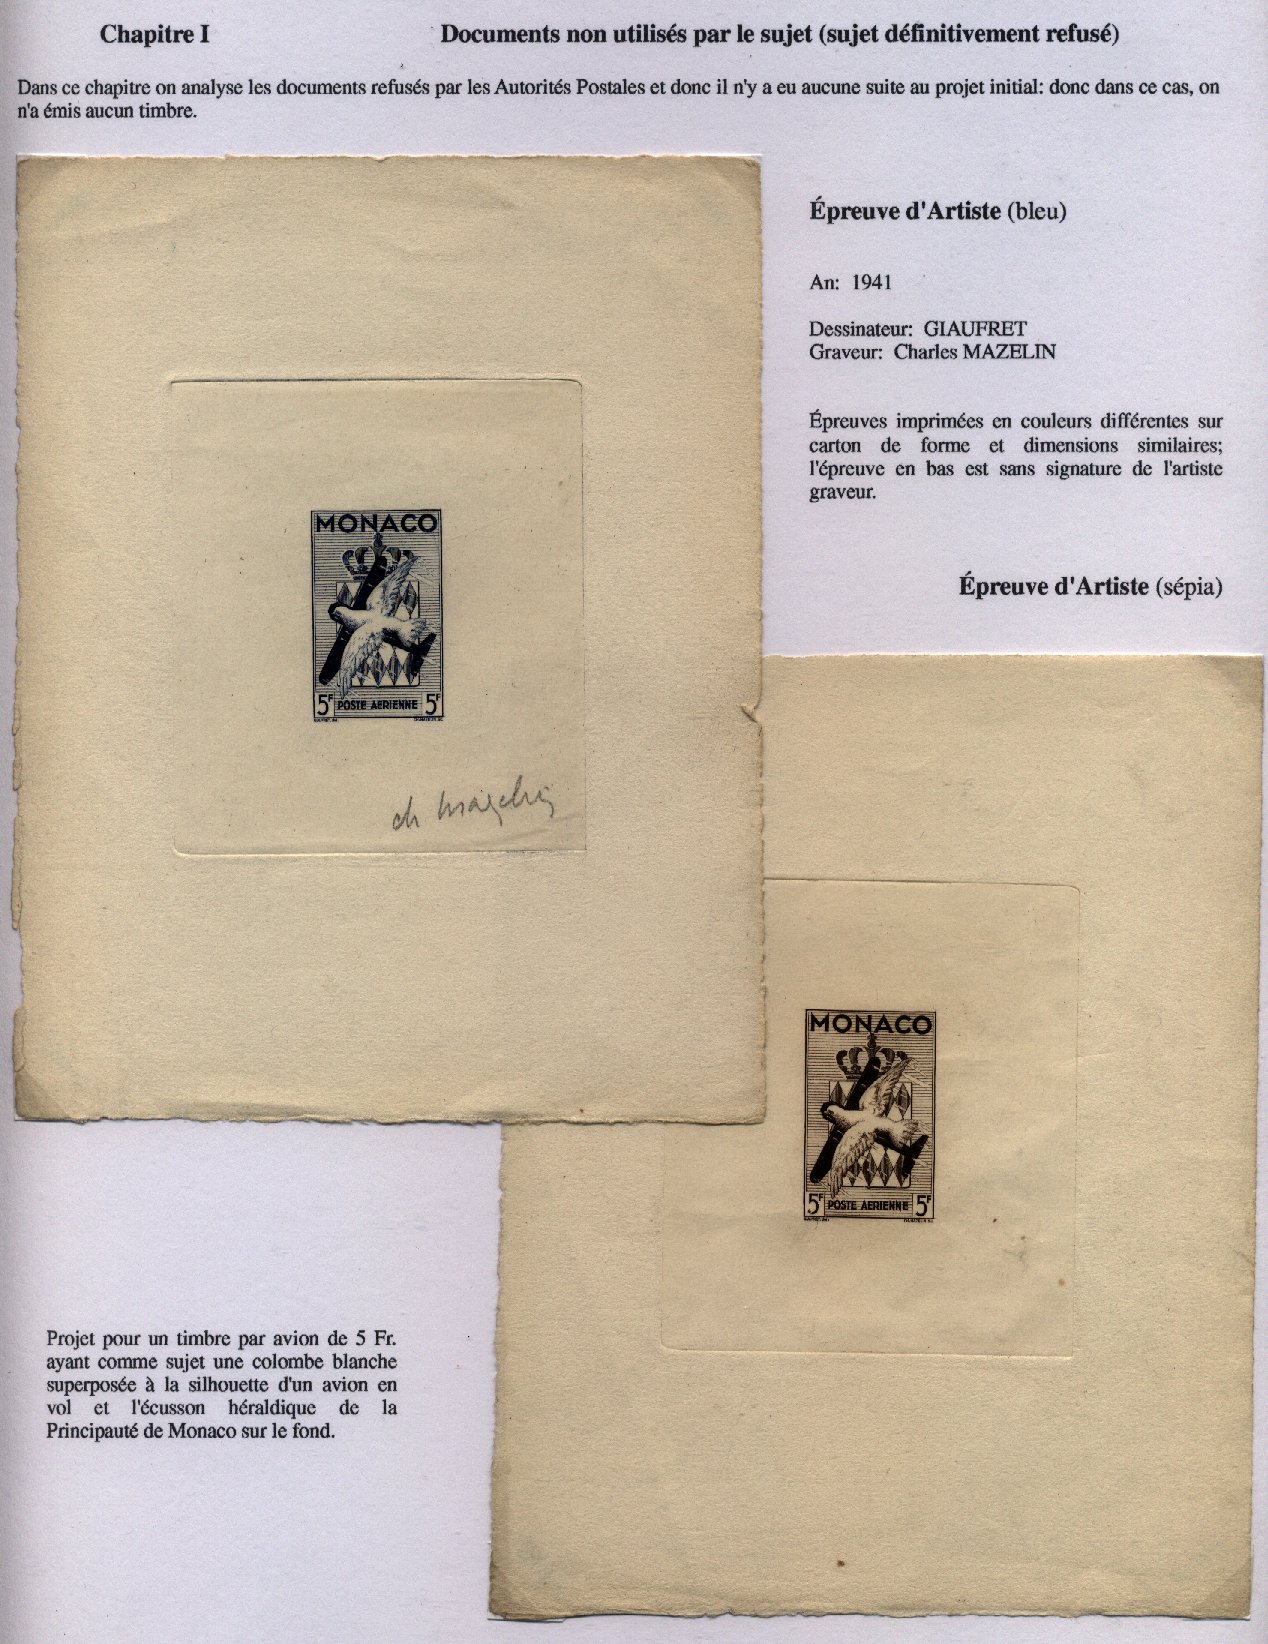 Chapitre I Documents non utilisés par le sujet (sujet définitivement refusé)
Dans ce chapitre on analyse les documents refusés par les Autorités Postales et donc il n'y a eu aucune suite au projet initial: donc dans ce cas, on
n'a émis aucun timbre.
Épreuve d'Artiste (bleu)
An: 1941
Dessinateur: GIAUFRET
Graveur: Charles MAZELIN
Épreuves imprimées en couleurs différentes sur
carton de forme et dimensions similaires;
l'épreuve en bas est sans signature de l'artiste
graveur.
MONACO
5F POSTE AERIENNE 5F
ch Mazelin
Épreuve d'Artiste (sépia)
MONACO
5F POSTE AERIENNE 5F
Projet pour un timbre par avion de 5 Fr.
ayant comme sujet une colombe blanche
superposée à la silhouette d'un avion en
vol et l'écusson héraldique de la
Principauté de Monaco sur le fond.